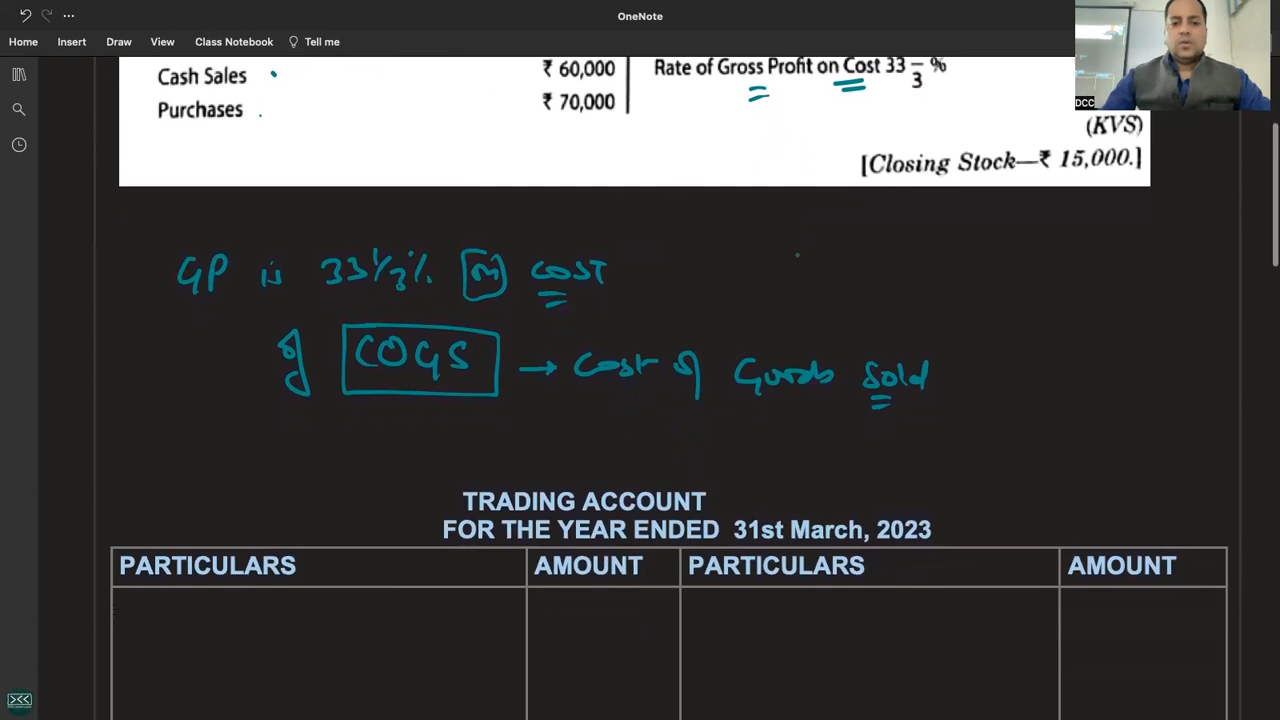 OneNote
Home Insert Draw View Class Notebook Tell me
Cash Sales ₹ 60,000
Purchases ₹ 70,000
Rate of Gross Profit on Cost 33 1/3 %
(KVS)
[Closing Stock—₹ 15,000.]
DCC
GP is 33 1/3 % on COST
of COGS → Cost of Goods Sold
TRADING ACCOUNT
FOR THE YEAR ENDED 31st March, 2023
PARTICULARS AMOUNT PARTICULARS AMOUNT
DCC